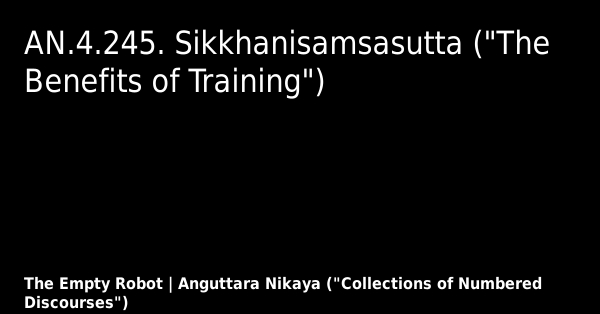 AN.4.245. Sikkhanisamsasutta ("The
Benefits of Training")
The Empty Robot | Anguttara Nikaya ("Collections of Numbered
Discourses")